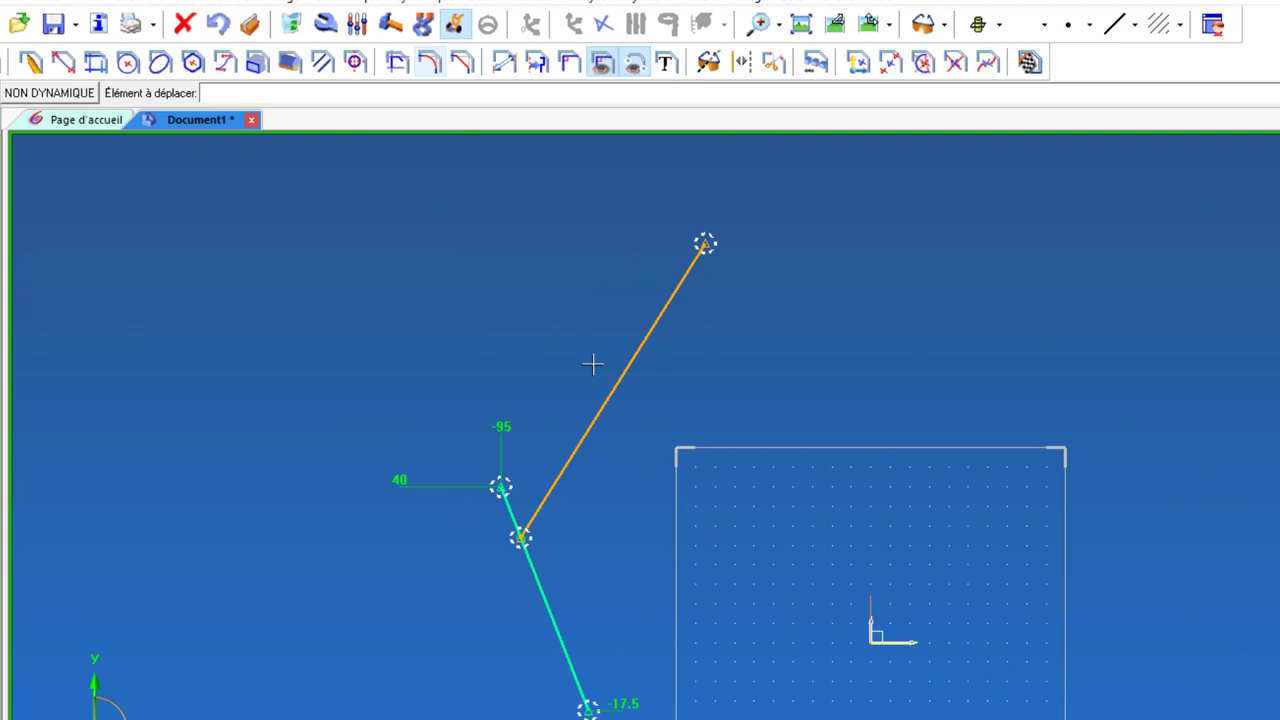 T
NON DYNAMIQUE Élément à déplacer:
Page d'accueil Document1 * x
-95
40
-17.5
Y